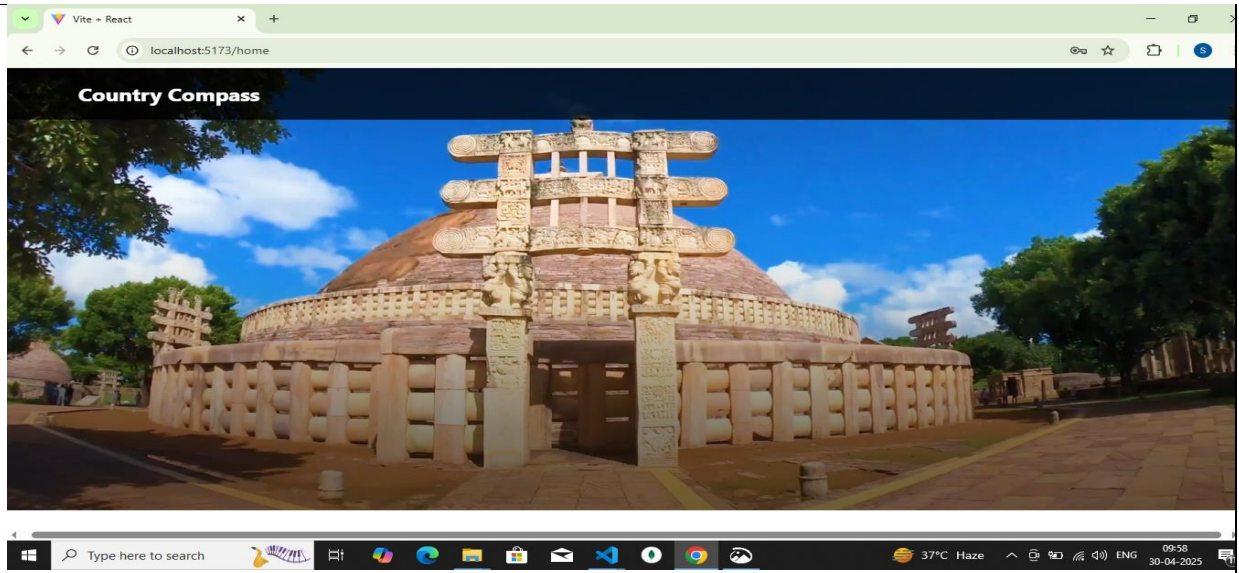 Vite + React
localhost:5173/home
S
Country Compass
Type here to search
37°C Haze
ENG
09:58
30-04-2025